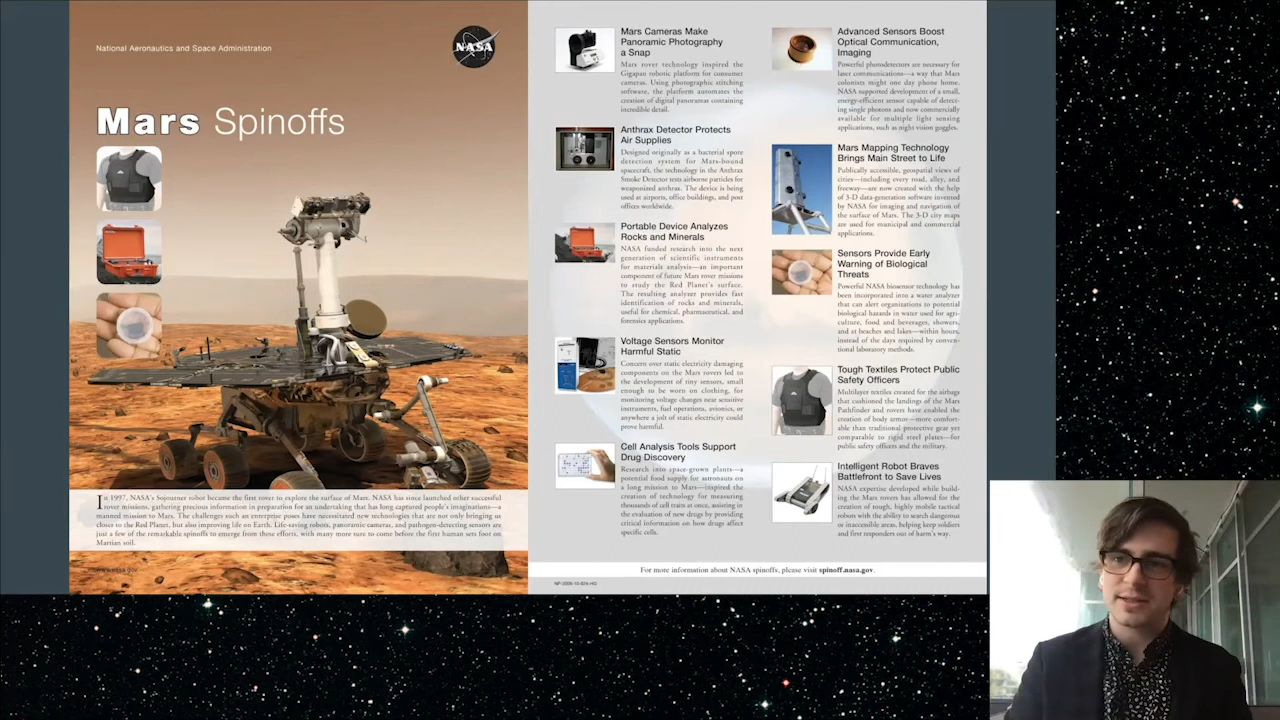 National Aeronautics and Space Administration
NASA
Mars Spinoffs
In 1997, NASA's Sojourner robot became the first rover to explore the surface of Mars. NASA has since launched other successful
rover missions, gathering precious information in preparation for an undertaking that has long captured people's imaginations—a
manned mission to Mars. The challenges such an enterprise poses have necessitated new technologies that are not only bringing us
closer to the Red Planet, but also improving life on Earth. Life-saving robots, panoramic cameras, and pathogen-detecting sensors are
just a few of the remarkable spinoffs to emerge from these efforts, with many more sure to come before the first human sets foot on
Martian soil.
www.nasa.gov
Mars Cameras Make
Panoramic Photography
a Snap
Mars rover technology inspired the
Gigapan robotic platform for consumer
cameras. Using photographic stitching
software, the platform automates the
creation of digital panoramas containing
incredible detail.
Anthrax Detector Protects
Air Supplies
Designed originally as a bacterial spore
detection system for Mars-bound
spacecraft, the technology in the Anthrax
Smoke Detector tests airborne particles for
weaponized anthrax. The device is being
used at airports, office buildings, and post
offices worldwide.
Portable Device Analyzes
Rocks and Minerals
NASA funded research into the next
generation of scientific instruments
for materials analysis—an important
component of future Mars rover missions
to study the Red Planet's surface.
The resulting analyzer provides fast
identification of rocks and minerals,
useful for chemical, pharmaceutical, and
forensics applications.
Voltage Sensors Monitor
Harmful Static
Concern over static electricity damaging
components on the Mars rovers led to
the development of tiny sensors, small
enough to be worn on clothing, for
monitoring voltage changes near sensitive
instruments, fuel operations, avionics, or
anywhere a jolt of static electricity could
prove harmful.
Cell Analysis Tools Support
Drug Discovery
Research into space-grown plants—a
potential food supply for astronauts on
a long mission to Mars—inspired the
creation of technology for measuring
thousands of cell traits at once, assisting
in the evaluation of new drugs by providing
critical information on how drugs affect
specific cells.
Advanced Sensors Boost
Optical Communication,
Imaging
Powerful photodetectors are necessary for
laser communications—a way that Mars
colonists might one day phone home.
NASA supported development of a small,
energy-efficient sensor capable of detect-
ing single photons and now commercially
available for multiple light sensing
applications, such as night vision goggles.
Mars Mapping Technology
Brings Main Street to Life
Publically accessible, geospatial views of
cities—including every road, alley, and
freeway—are now created with the help
of 3-D data-generation software invented
by NASA for imaging and navigation of
the surface of Mars. The 3-D city maps
are used for municipal and commercial
applications.
Sensors Provide Early
Warning of Biological
Threats
Powerful NASA biosensor technology has
been incorporated into a water analyzer
that can alert organizations to potential
biological hazards in water used for agri-
culture, food and beverages, showers,
and at beaches and lakes—within hours,
instead of the days required by conven-
tional laboratory methods.
Tough Textiles Protect Public
Safety Officers
Multilayer textiles created for the airbags
that cushioned the landings of the Mars
Pathfinder and rovers have enabled the
creation of body armor—more comfort-
able than traditional protective gear yet
comparable to rigid steel plates—for
public safety officers and the military.
Intelligent Robot Braves
Battlefront to Save Lives
NASA expertise developed while build-
ing the Mars rovers has allowed for the
creation of tough, highly mobile tactical
robots with the ability to search dangerous
or inaccessible areas, helping keep soldiers
and first responders out of harm's way.
For more information about NASA spinoffs, please visit spinoff.nasa.gov.